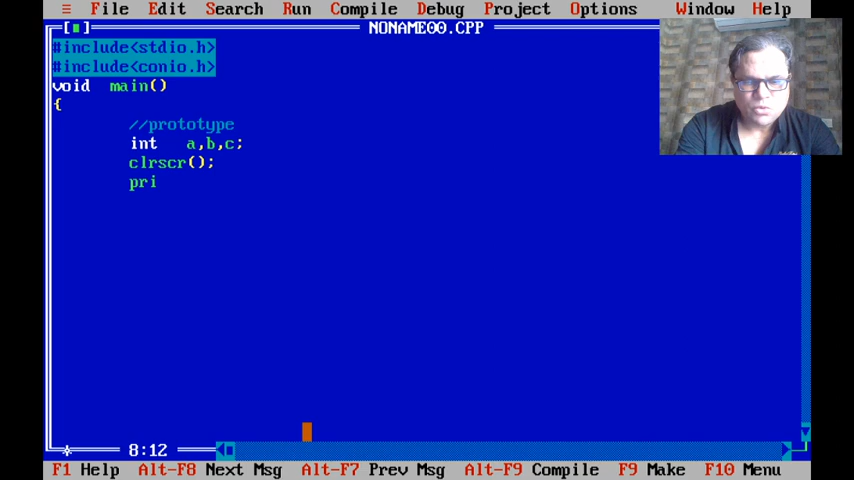 ≡ File Edit Search Run Compile Debug Project Options Window Help
[■] NONAME00.CPP
#include<stdio.h>
#include<conio.h>
void main()
{
//prototype
int a,b,c;
clrscr();
pri
8:12
F1 Help Alt-F8 Next Msg Alt-F7 Prev Msg Alt-F9 Compile F9 Make F10 Menu